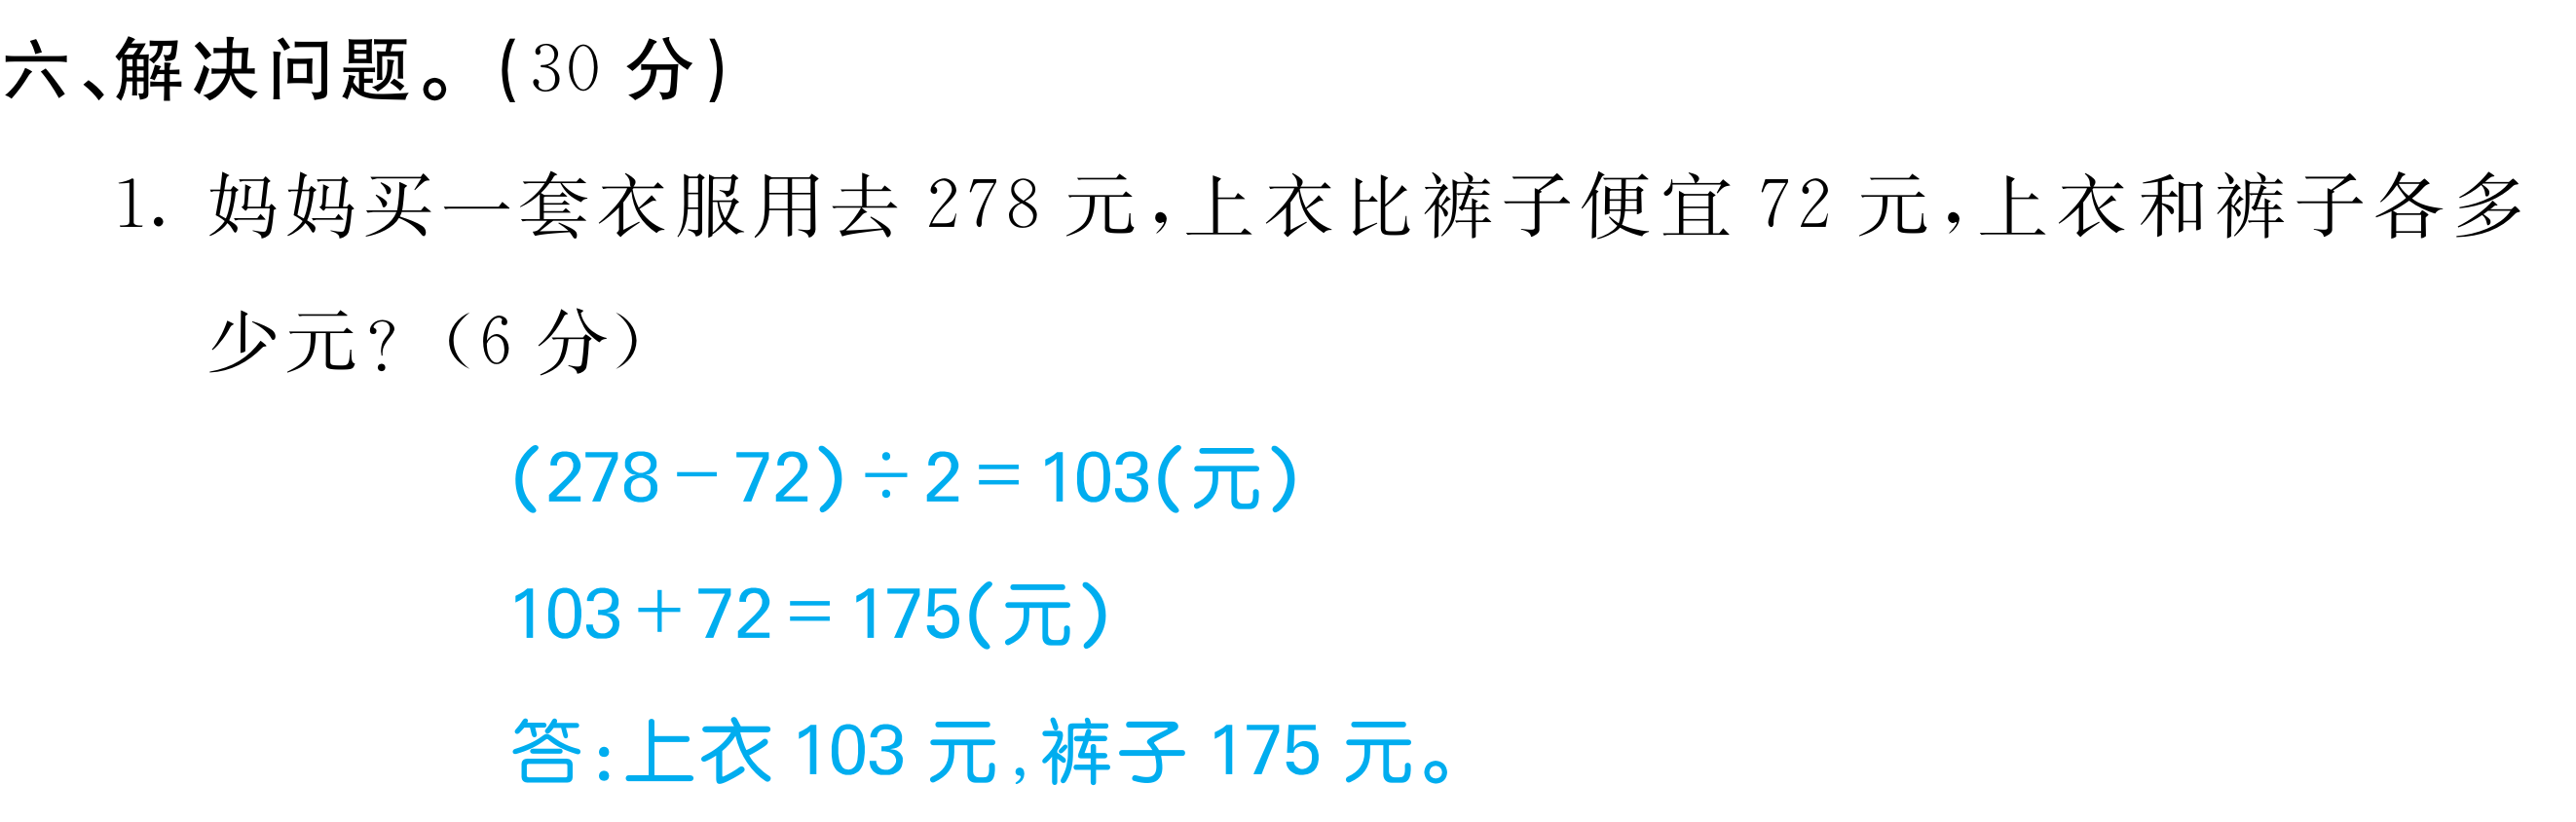 六、解决问题。(30 分)
1. 妈妈买一套衣服用去 278 元,上衣比裤子便宜 72 元,上衣和裤子各多
少元?(6 分)
(278－72)÷2＝103(元)
103＋72＝175(元)
答:上衣 103 元,裤子 175 元。